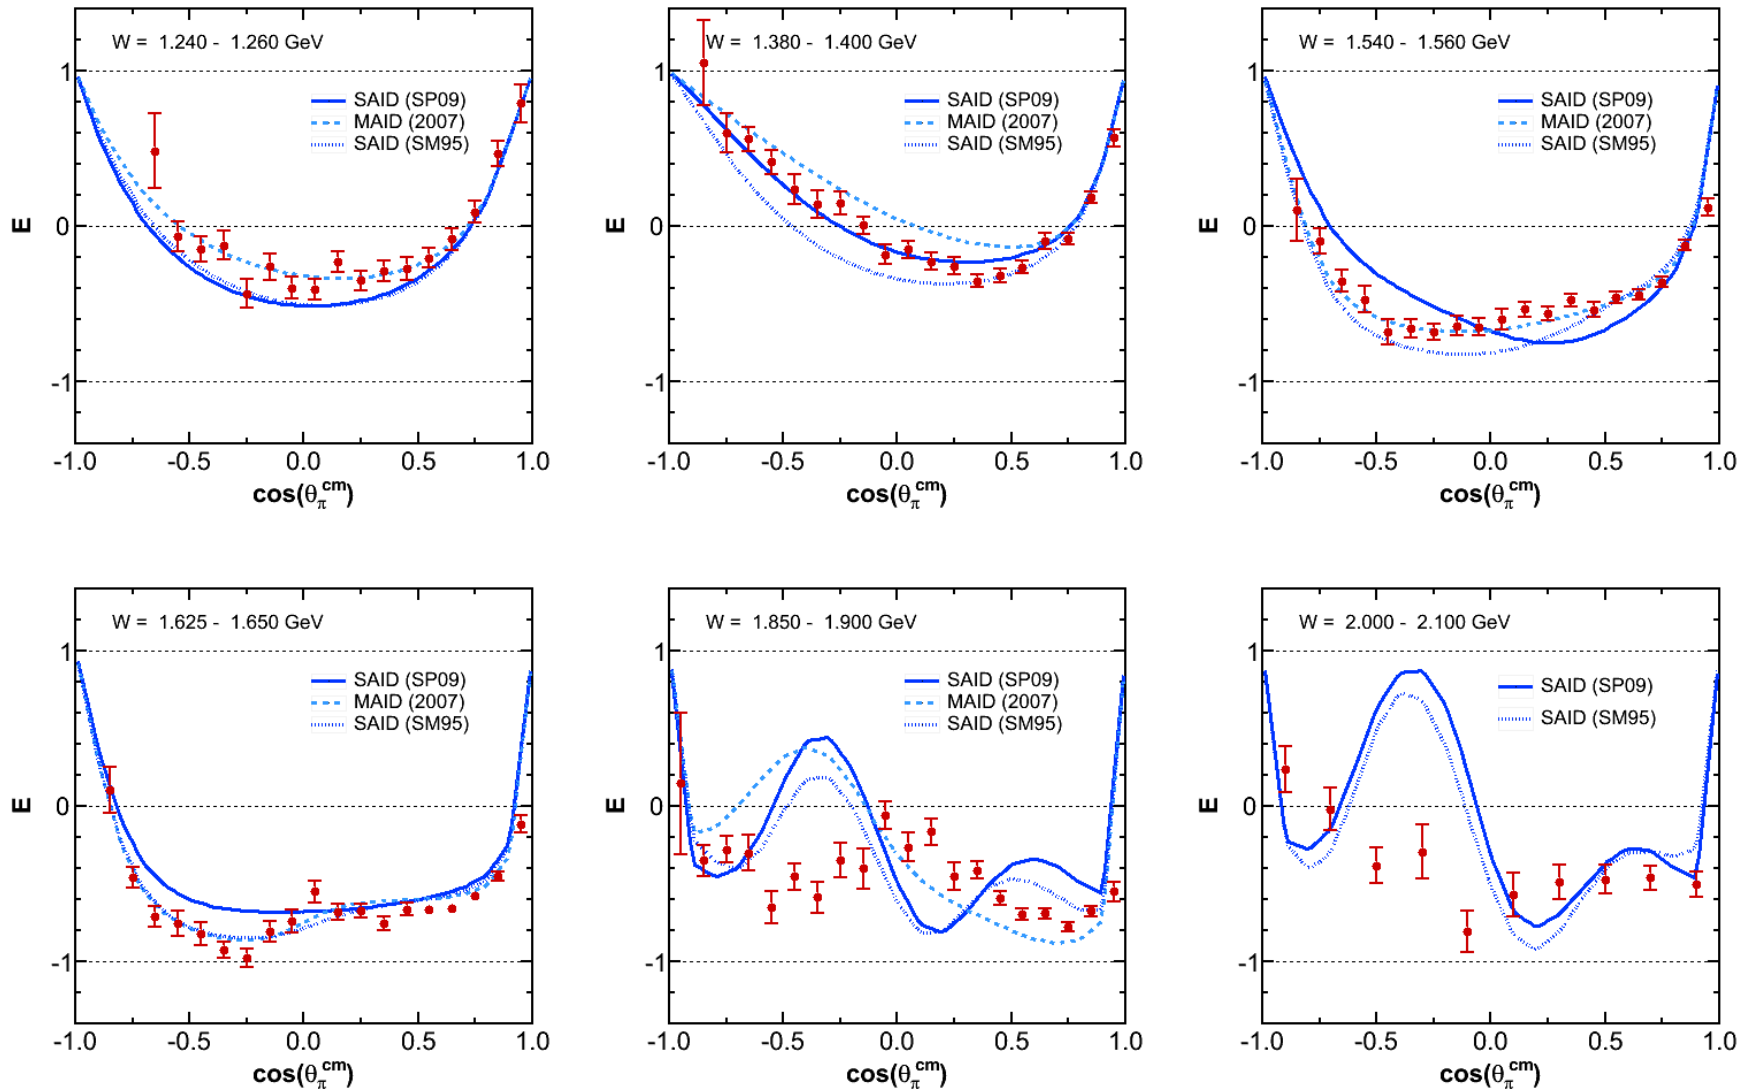 W = 1.240 - 1.260 GeV
SAID (SP09)
MAID (2007)
SAID (SM95)
E
1
0
-1
-1.0 -0.5 0.0 0.5 1.0
cos(θπcm)
W = 1.380 - 1.400 GeV
SAID (SP09)
MAID (2007)
SAID (SM95)
E
1
0
-1
-1.0 -0.5 0.0 0.5 1.0
cos(θπcm)
W = 1.540 - 1.560 GeV
SAID (SP09)
MAID (2007)
SAID (SM95)
E
1
0
-1
-1.0 -0.5 0.0 0.5 1.0
cos(θπcm)
W = 1.625 - 1.650 GeV
SAID (SP09)
MAID (2007)
SAID (SM95)
E
1
0
-1
-1.0 -0.5 0.0 0.5 1.0
cos(θπcm)
W = 1.850 - 1.900 GeV
SAID (SP09)
MAID (2007)
SAID (SM95)
E
1
0
-1
-1.0 -0.5 0.0 0.5 1.0
cos(θπcm)
W = 2.000 - 2.100 GeV
SAID (SP09)
SAID (SM95)
E
1
0
-1
-1.0 -0.5 0.0 0.5 1.0
cos(θπcm)